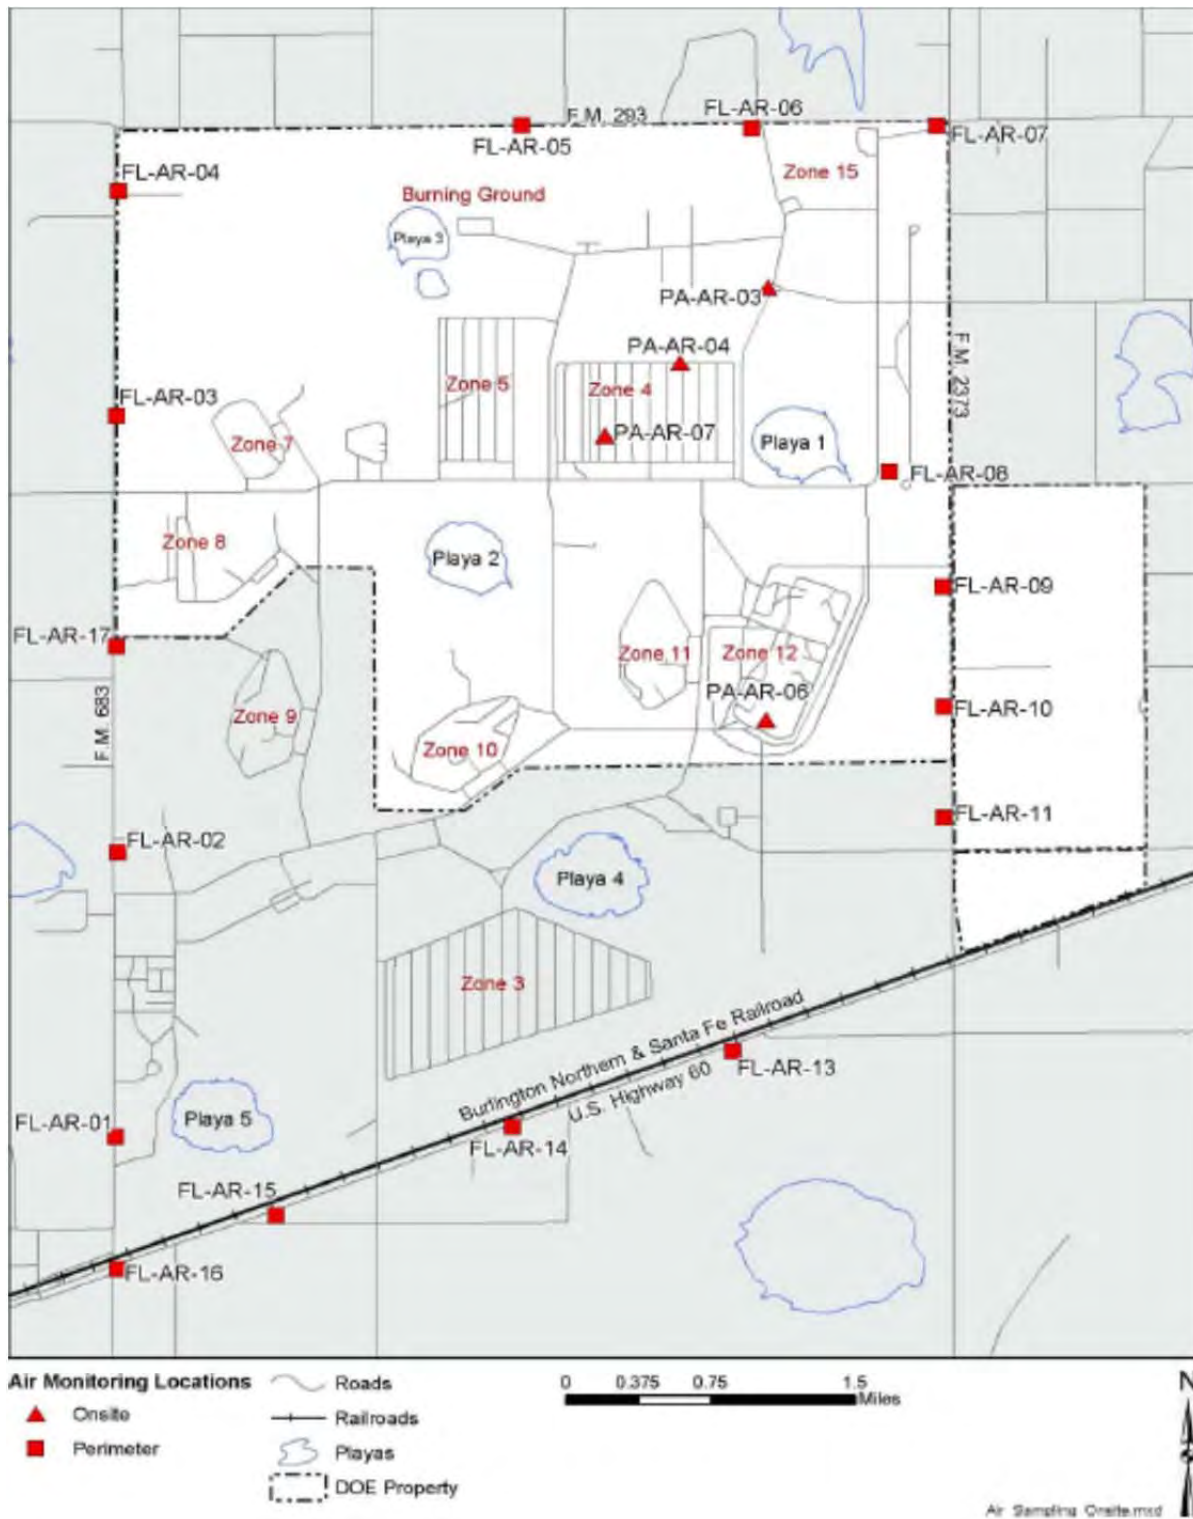 F.M. 293
FL-AR-06
FL-AR-05
FL-AR-07
FL-AR-04
Zone 15
Burning Ground
Playa 3
PA-AR-03
PA-AR-04
F.M. 2373
Zone 5
Zone 4
FL-AR-03
PA-AR-07
Zone 7
Playa 1
FL-AR-08
Zone 8
Playa 2
FL-AR-09
FL-AR-17
Zone 11
Zone 12
PA-AR-06
F.M. 683
Zone 9
FL-AR-10
Zone 10
FL-AR-11
FL-AR-02
Playa 4
Zone 3
Burlington Northern & Santa Fe Railroad
U.S. Highway 60
FL-AR-13
FL-AR-01
Playa 5
FL-AR-14
FL-AR-15
FL-AR-16
Air Monitoring Locations
Onsite
Perimeter
Roads
Railroads
Playas
DOE Property
0 0.375 0.75 1.5
Miles
N
Air_Sampling_Onsite.mxd